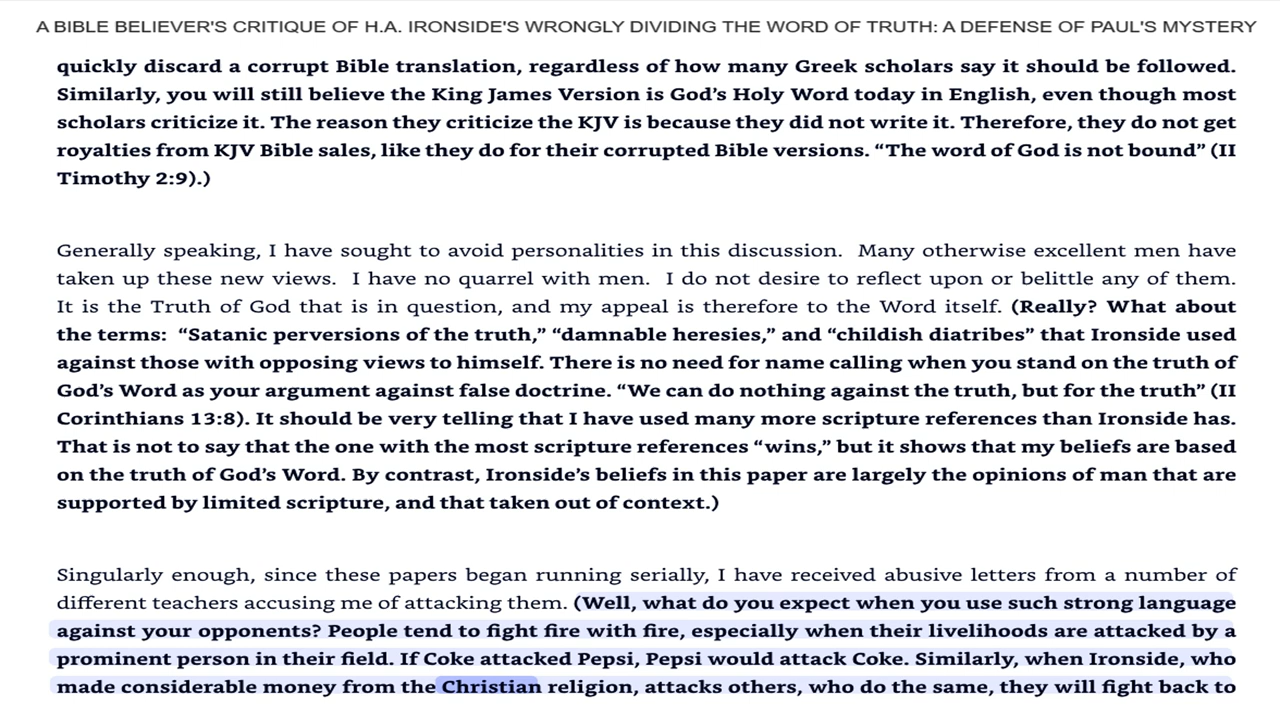 A BIBLE BELIEVER'S CRITIQUE OF H.A. IRONSIDE'S WRONGLY DIVIDING THE WORD OF TRUTH: A DEFENSE OF PAUL'S MYSTERY
quickly discard a corrupt Bible translation, regardless of how many Greek scholars say it should be followed.
Similarly, you will still believe the King James Version is God’s Holy Word today in English, even though most
scholars criticize it. The reason they criticize the KJV is because they did not write it. Therefore, they do not get
royalties from KJV Bible sales, like they do for their corrupted Bible versions. “The word of God is not bound” (II
Timothy 2:9).)
Generally speaking, I have sought to avoid personalities in this discussion.  Many otherwise excellent men have
taken up these new views.  I have no quarrel with men.  I do not desire to reflect upon or belittle any of them.
It is the Truth of God that is in question, and my appeal is therefore to the Word itself. (Really? What about
the terms:  “Satanic perversions of the truth,” “damnable heresies,” and “childish diatribes” that Ironside used
against those with opposing views to himself. There is no need for name calling when you stand on the truth of
God’s Word as your argument against false doctrine. “We can do nothing against the truth, but for the truth” (II
Corinthians 13:8). It should be very telling that I have used many more scripture references than Ironside has.
That is not to say that the one with the most scripture references “wins,” but it shows that my beliefs are based
on the truth of God’s Word. By contrast, Ironside’s beliefs in this paper are largely the opinions of man that are
supported by limited scripture, and that taken out of context.)
Singularly enough, since these papers began running serially, I have received abusive letters from a number of
different teachers accusing me of attacking them. (Well, what do you expect when you use such strong language
against your opponents? People tend to fight fire with fire, especially when their livelihoods are attacked by a
prominent person in their field. If Coke attacked Pepsi, Pepsi would attack Coke. Similarly, when Ironside, who
made considerable money from the Christian religion, attacks others, who do the same, they will fight back to